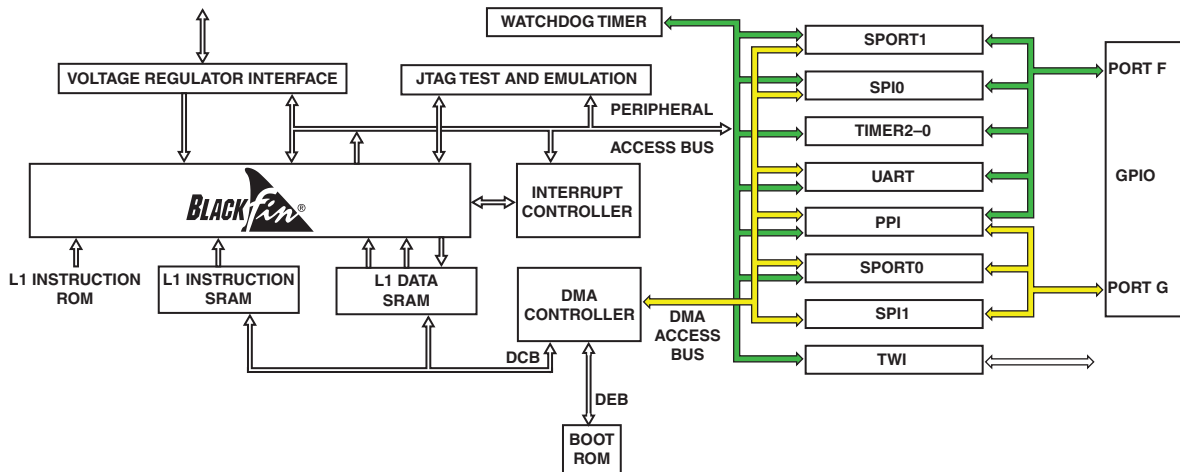 WATCHDOG TIMER
VOLTAGE REGULATOR INTERFACE
JTAG TEST AND EMULATION
PERIPHERAL
ACCESS BUS
BLACKfin®
INTERRUPT
CONTROLLER
L1 INSTRUCTION
ROM
L1 INSTRUCTION
SRAM
L1 DATA
SRAM
DMA
CONTROLLER
DMA
ACCESS
BUS
DCB
DEB
BOOT
ROM
SPORT1
SPI0
TIMER2–0
UART
PPI
SPORT0
SPI1
TWI
PORT F
GPIO
PORT G